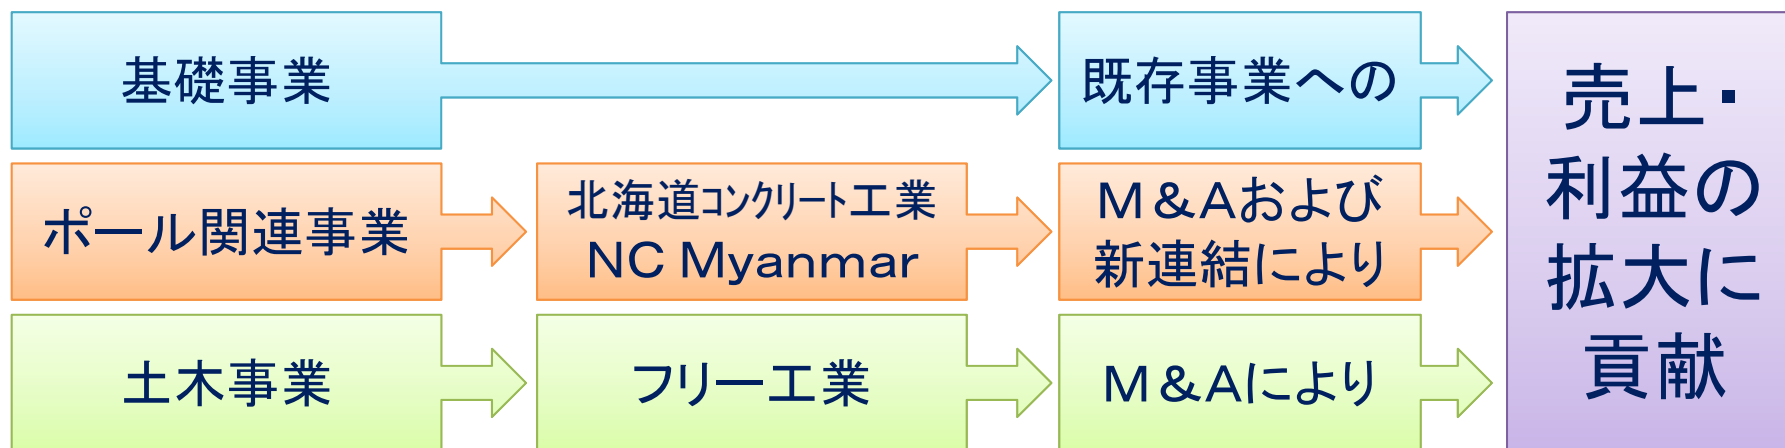 基礎事業
既存事業への
ポール関連事業
北海道コンクリート工業
NC Myanmar
M&Aおよび
新連結により
土木事業
フリー工業
M&Aにより
売上・
利益の
拡大に
貢献